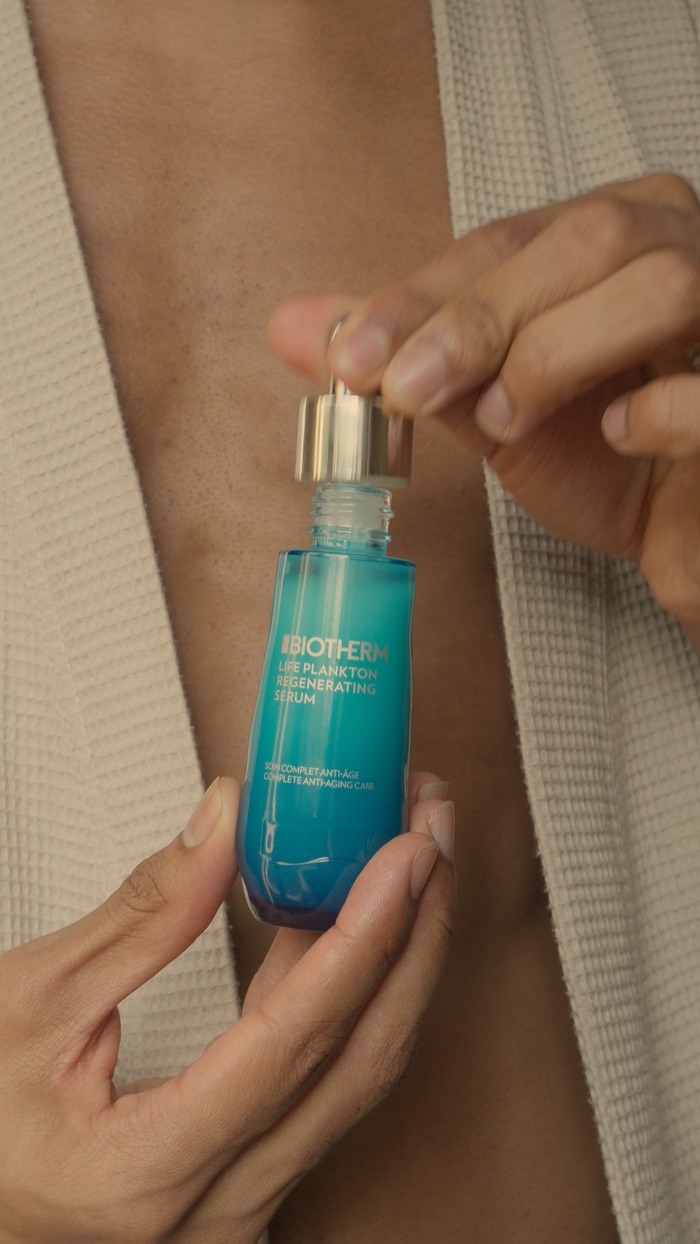 BIOTHERM
LIFE PLANKTON
REGENERATING
SERUM
SOIN COMPLET ANTI-ÂGE
COMPLETE ANTI-AGING CARE